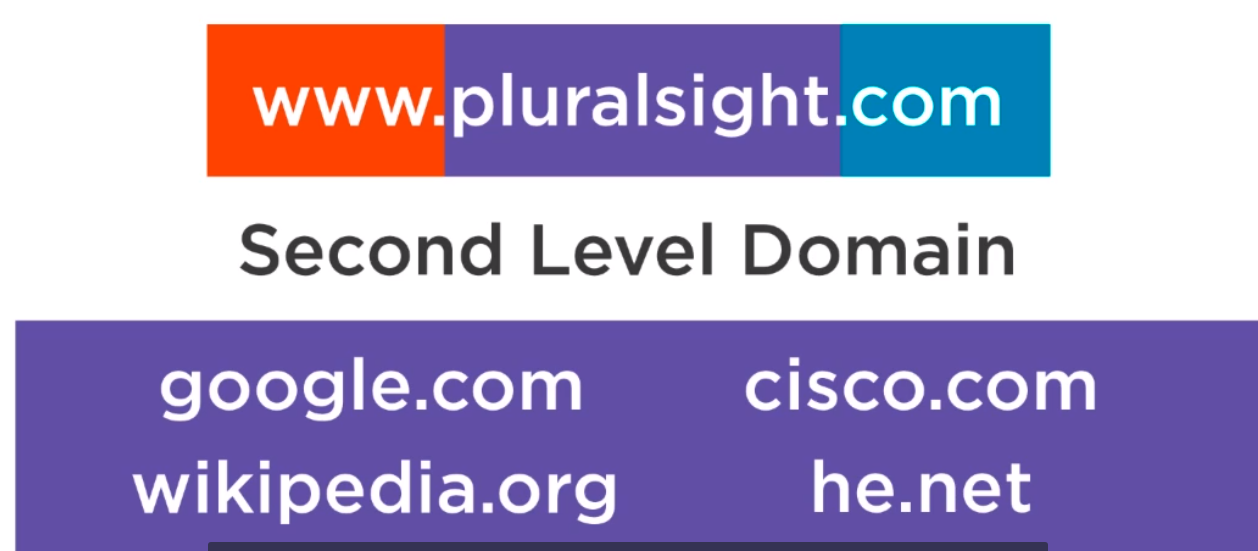 www.pluralsight.com
Second Level Domain
google.com cisco.com
wikipedia.org he.net